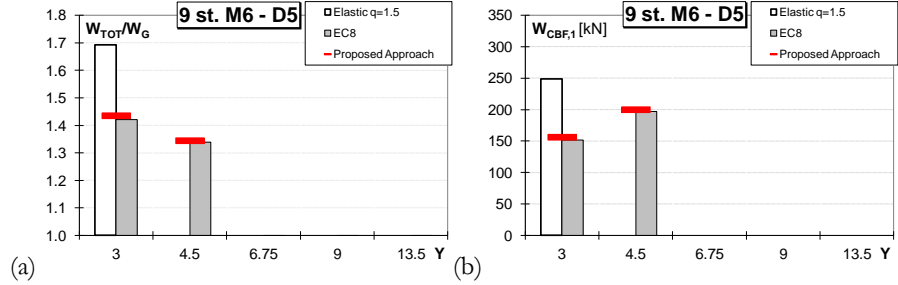 9 st. M6 - D5
W_TOT/W_G
Elastic q=1.5
EC8
Proposed Approach
1.8
1.7
1.6
1.5
1.4
1.3
1.2
1.1
1.0
3 4.5 6.75 9 13.5 Y
(a)
9 st. M6 - D5
W_CBF,1 [kN]
Elastic q=1.5
EC8
Proposed Approach
350
300
250
200
150
100
50
0
3 4.5 6.75 9 13.5 Y
(b)